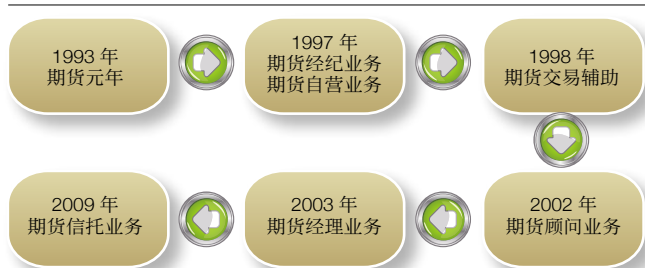 1993 年
期货元年
1997 年
期货经纪业务
期货自营业务
1998 年
期货交易辅助
2002 年
期货顾问业务
2003 年
期货经理业务
2009 年
期货信托业务